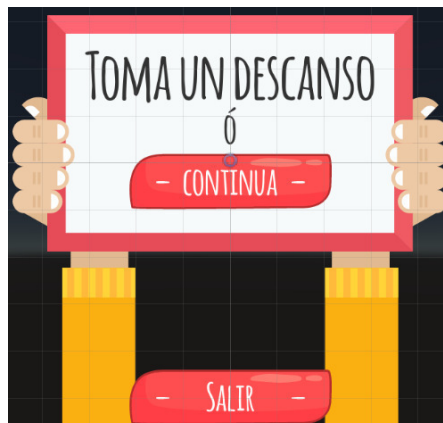 TOMA UN DESCANSO
Ó
- CONTINUA -
- SALIR -